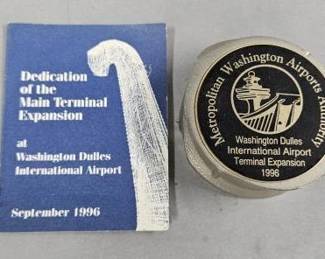 Dedication
of the
Main Terminal
Expansion
at
Washington Dulles
International Airport
September 1996
Metropolitan Washington Airports Authority
Washington Dulles
International Airport
Terminal Expansion
1996